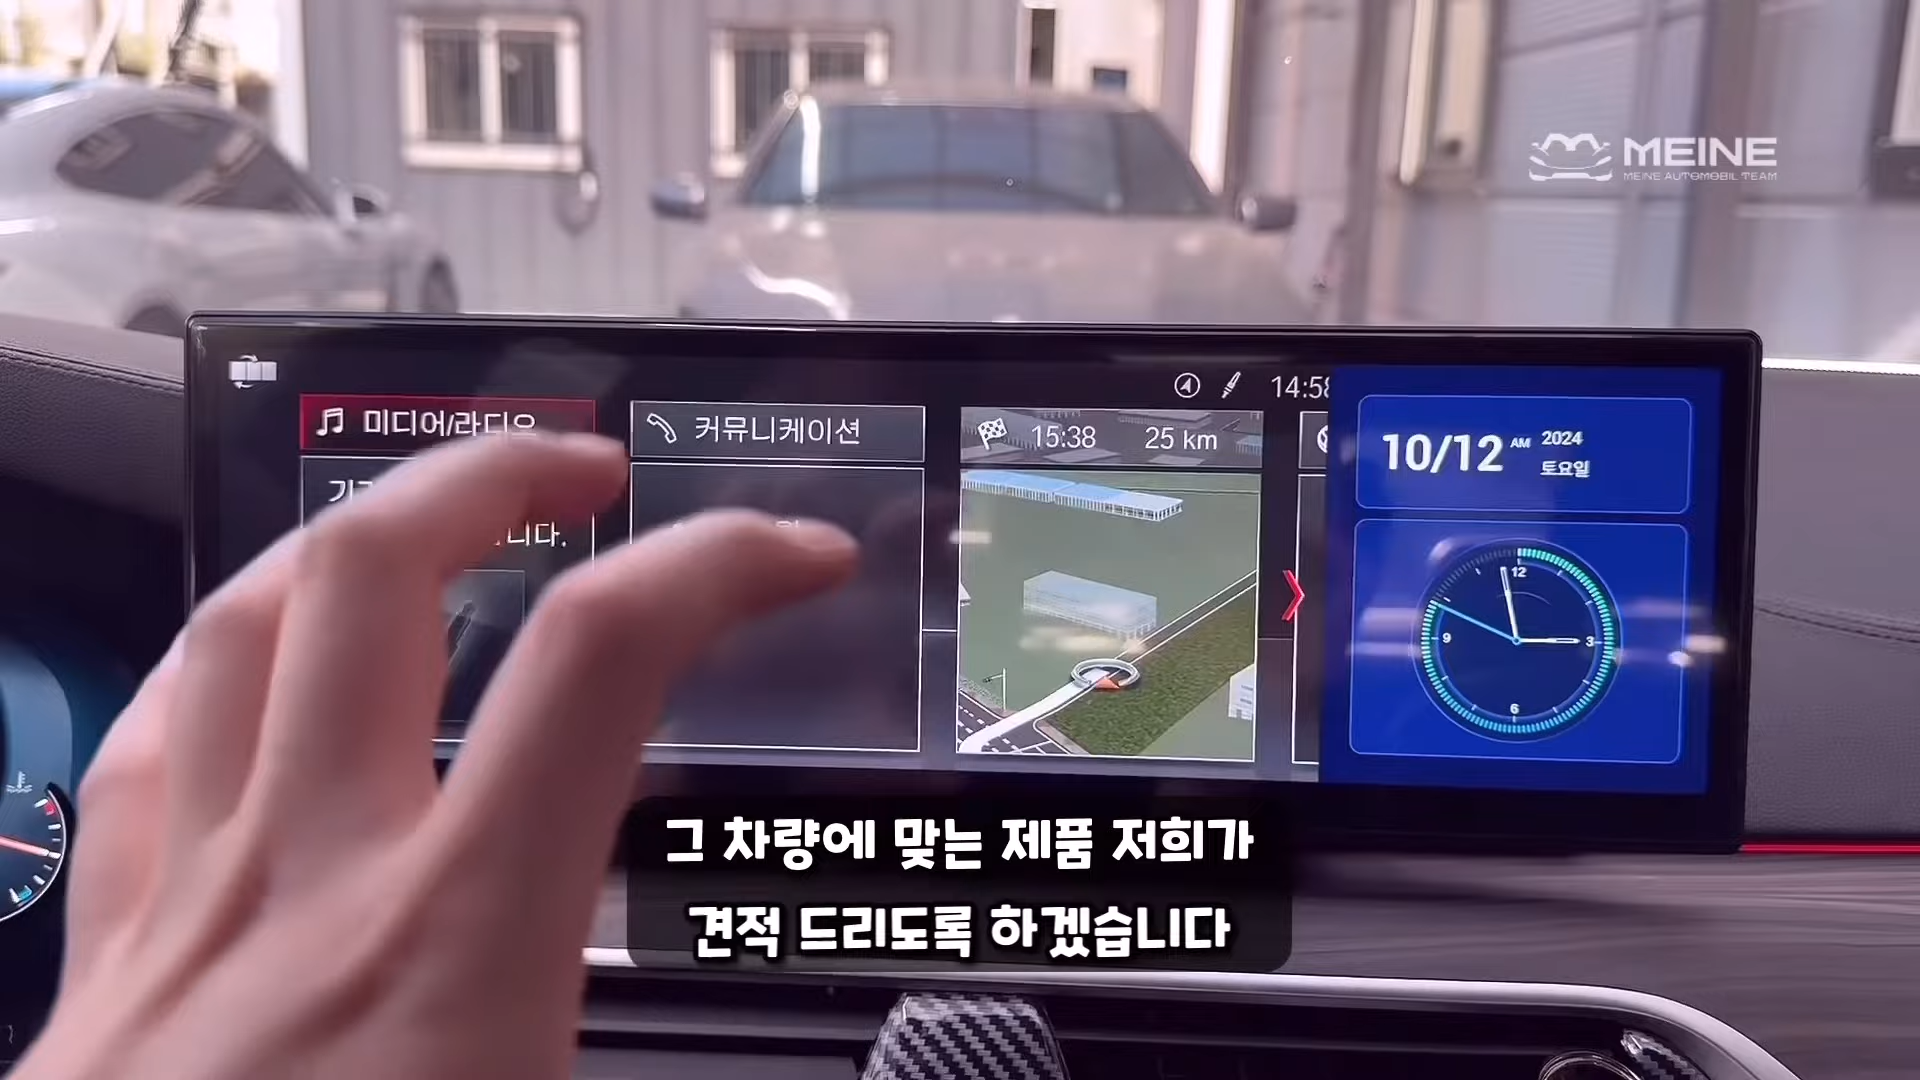 MEINE
MEINE AUTOMOBIL TEAM
미디어/라디오
커뮤니케이션
15:38 25 km
14:58
10/12 AM 2024
토요일
니다.
12
3
6
9
그 차량에 맞는 제품 저희가
견적 드리도록 하겠습니다